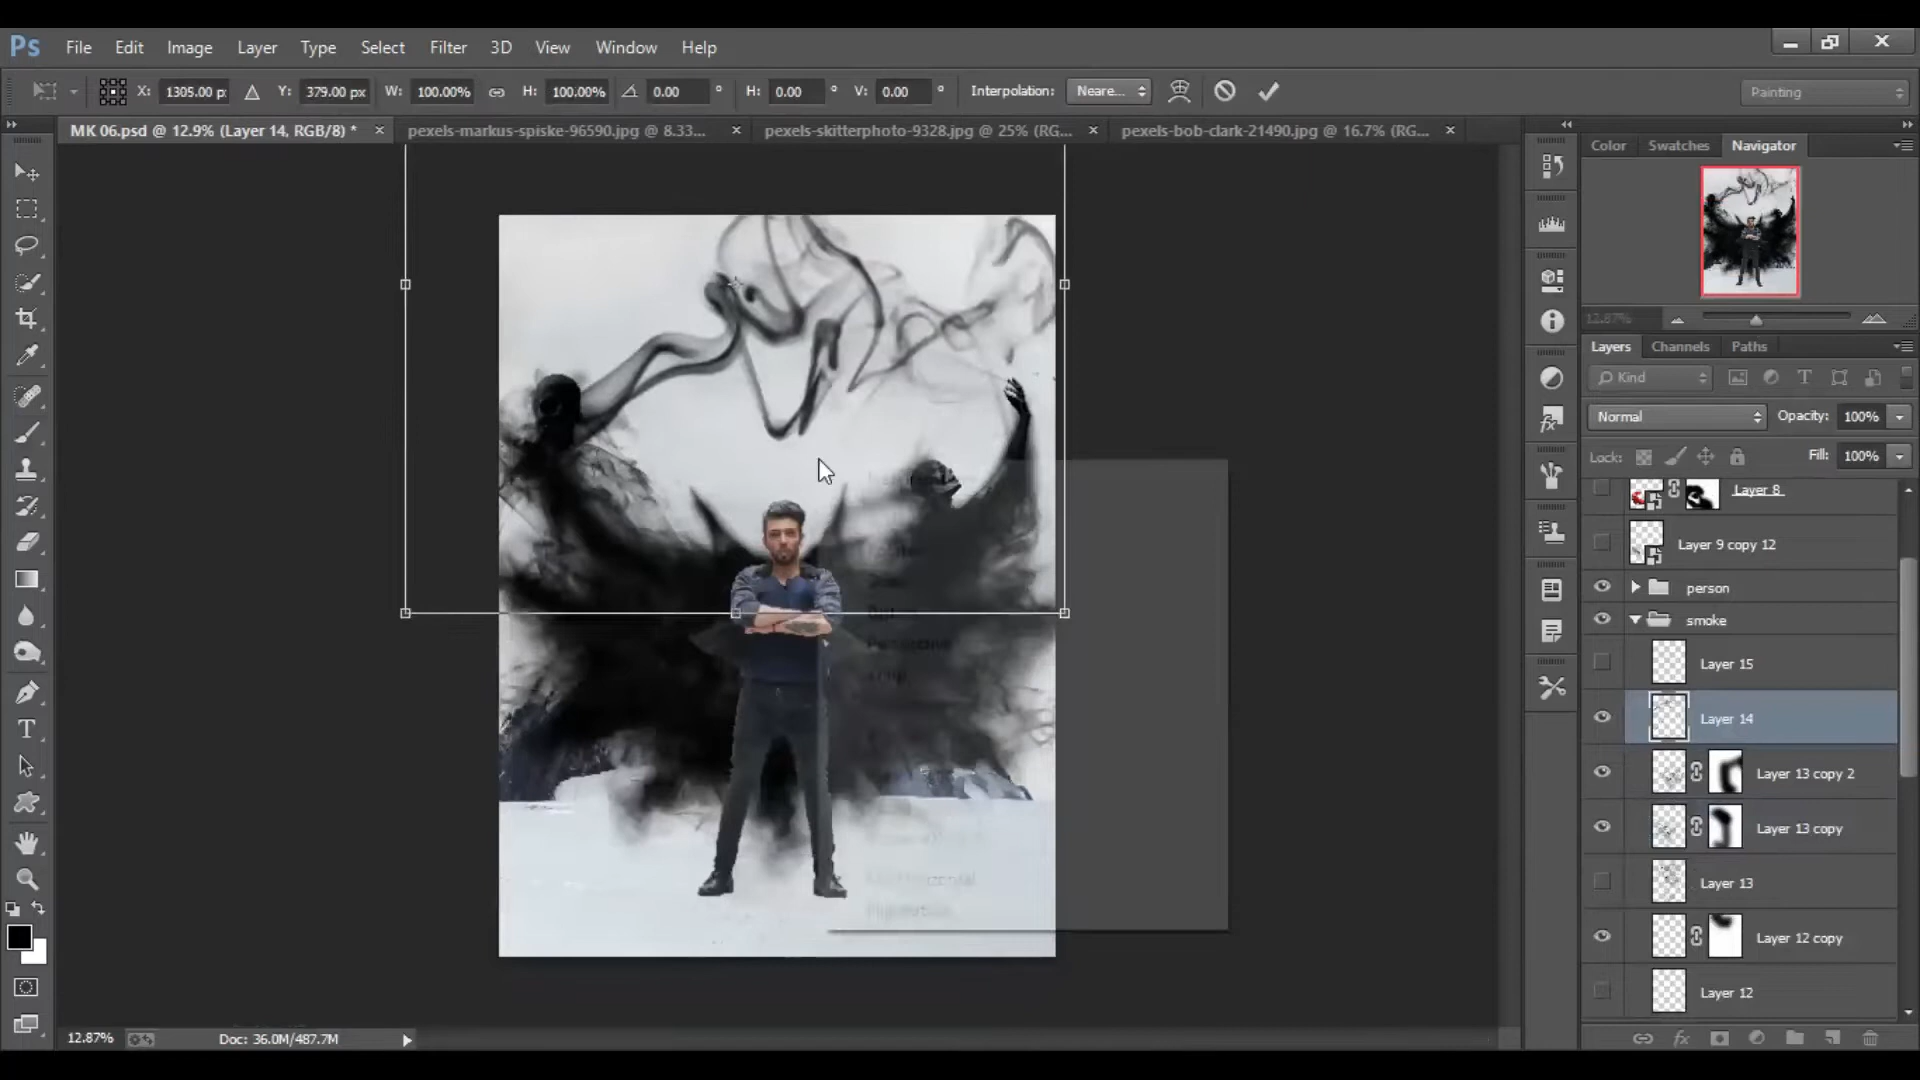 Ps File Edit Image Layer Type Select Filter 3D View Window Help
X: 1305.00 p: Y: 379.00 px W: 100.00% H: 100.00% 0.00 ° H: 0.00 ° V: 0.00 ° Interpolation: Neare... Painting
MK 06.psd @ 12.9% (Layer 14, RGB/8) * × pexels-markus-spiske-96590.jpg @ 8.33... × pexels-skitterphoto-9328.jpg @ 25% (RG... × pexels-bob-clark-21490.jpg @ 16.7% (RG... ×
Color Swatches Navigator
12.87%
Layers Channels Paths
Kind
Normal Opacity: 100%
Lock: Fill: 100%
Layer 8
Layer 9 copy 12
person
smoke
Layer 15
Layer 14
Layer 13 copy 2
Layer 13 copy
Layer 13
Layer 12 copy
Layer 12
12.87% Doc: 36.0M/487.7M